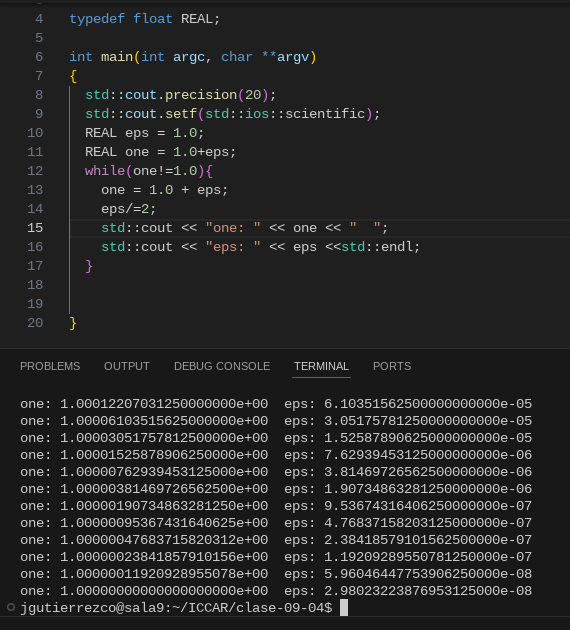 4 typedef float REAL;
5
6 int main(int argc, char **argv)
7 {
8 std::cout.precision(20);
9 std::cout.setf(std::ios::scientific);
10 REAL eps = 1.0;
11 REAL one = 1.0+eps;
12 while(one!=1.0){
13 one = 1.0 + eps;
14 eps/=2;
15 std::cout << "one: " << one << "  ";
16 std::cout << "eps: " << eps <<std::endl;
17 }
18
19
20 }
PROBLEMS OUTPUT DEBUG CONSOLE TERMINAL PORTS
one: 1.00012207031250000000e+00  eps: 6.10351562500000000000e-05
one: 1.00006103515625000000e+00  eps: 3.05175781250000000000e-05
one: 1.00003051757812500000e+00  eps: 1.52587890625000000000e-05
one: 1.00001525878906250000e+00  eps: 7.62939453125000000000e-06
one: 1.00000762939453125000e+00  eps: 3.81469726562500000000e-06
one: 1.00000381469726562500e+00  eps: 1.90734863281250000000e-06
one: 1.00000190734863281250e+00  eps: 9.53674316406250000000e-07
one: 1.00000095367431640625e+00  eps: 4.76837158203125000000e-07
one: 1.00000047683715820312e+00  eps: 2.38418579101562500000e-07
one: 1.00000023841857910156e+00  eps: 1.19209289550781250000e-07
one: 1.00000011920928955078e+00  eps: 5.96046447753906250000e-08
one: 1.00000000000000000000e+00  eps: 2.98023223876953125000e-08
jgutierrezco@sala9:~/ICCAR/clase-09-04$